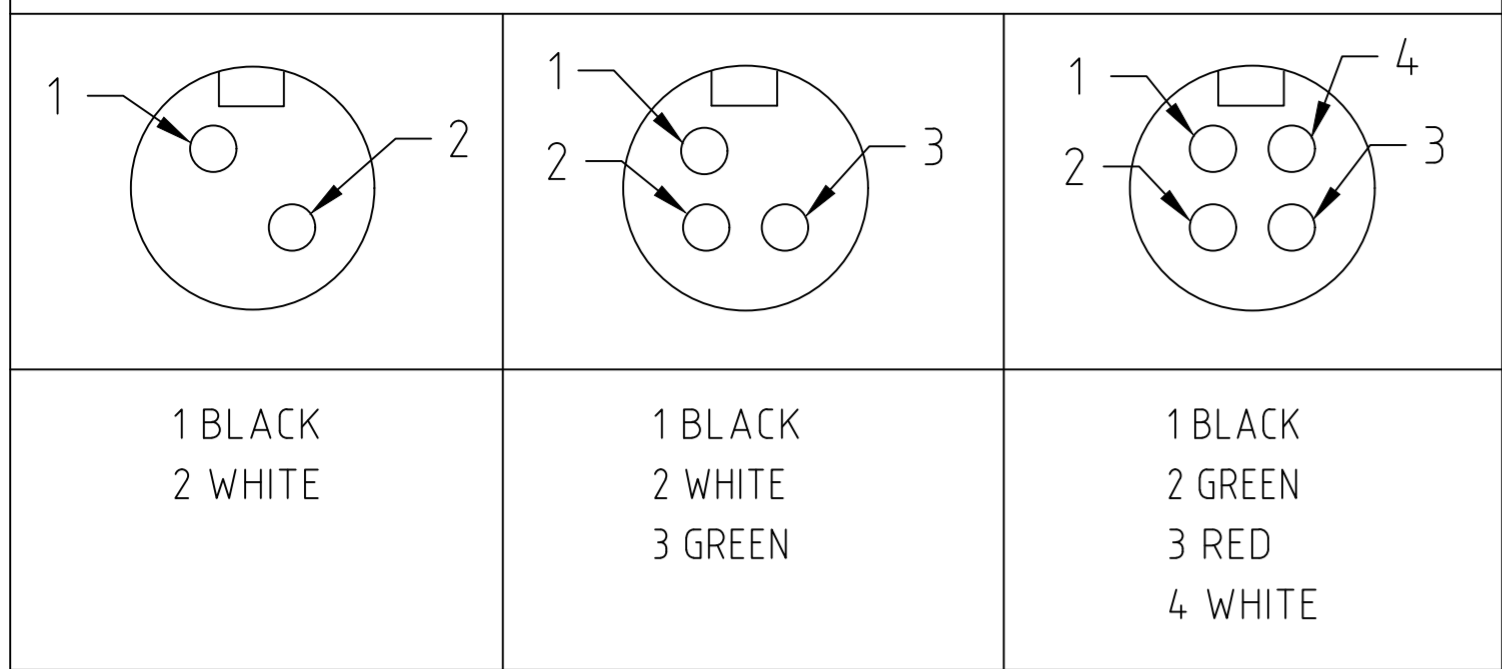 1
2
1
2
3
1
4
2
3
1 BLACK
2 WHITE
1 BLACK
2 WHITE
3 GREEN
1 BLACK
2 GREEN
3 RED
4 WHITE